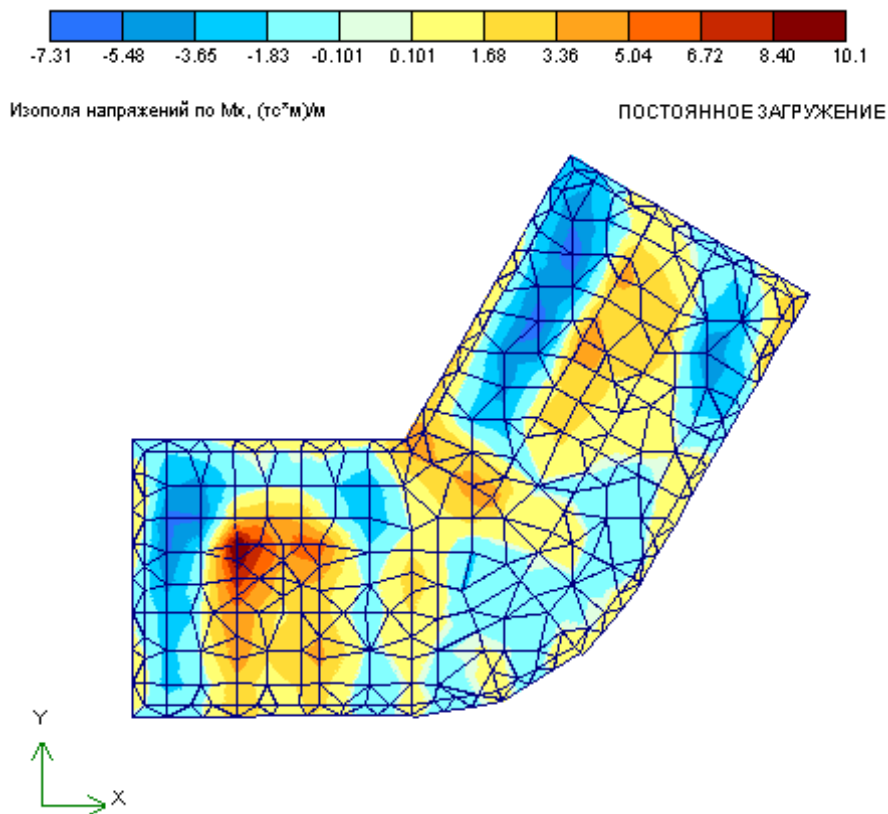 -7.31 -5.48 -3.65 -1.83 -0.101 0.101 1.68 3.36 5.04 6.72 8.40 10.1
Изополя напряжений по Mx, (тс*м)/м ПОСТОЯННОЕ ЗАГРУЖЕНИЕ
Y
X